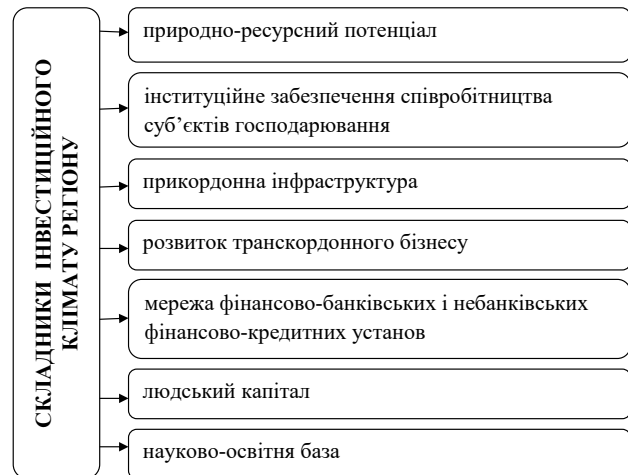 СКЛАДНИКИ ІНВЕСТИЦІЙНОГО
КЛІМАТУ РЕГІОНУ
природно-ресурсний потенціал
інституційне забезпечення співробітництва
суб’єктів господарювання
прикордонна інфраструктура
розвиток транскордонного бізнесу
мережа фінансово-банківських і небанківських
фінансово-кредитних установ
людський капітал
науково-освітня база